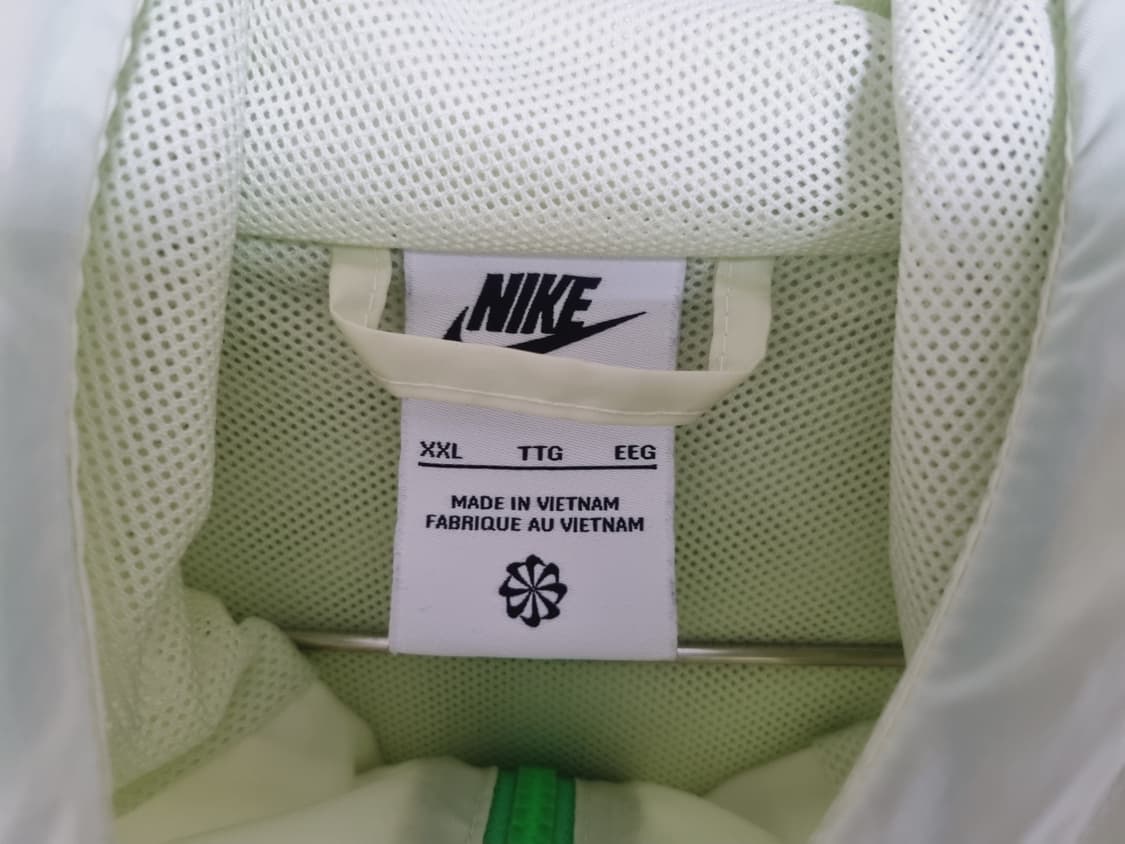 NIKE
XXL TTG EEG
MADE IN VIETNAM
FABRIQUE AU VIETNAM